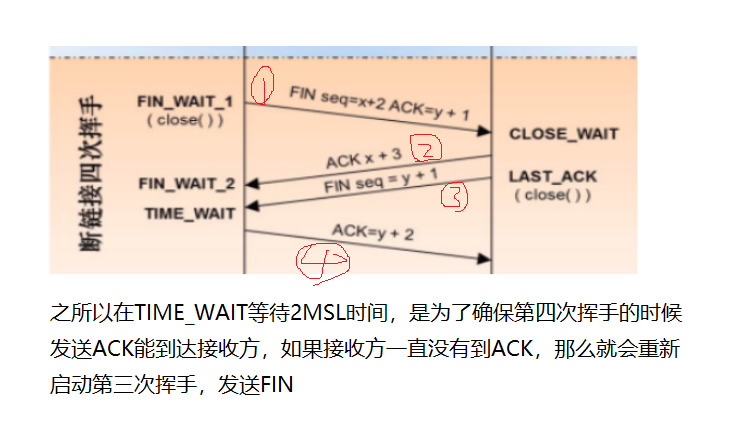 断链接四次挥手
1
FIN_WAIT_1
( close( ) )
FIN seq=x+2 ACK=y + 1
CLOSE_WAIT
ACK x + 3
2
FIN_WAIT_2
FIN seq = y + 1
LAST_ACK
( close( ) )
3
TIME_WAIT
ACK=y + 2
4
之所以在TIME_WAIT等待2MSL时间，是为了确保第四次挥手的时候
发送ACK能到达接收方，如果接收方一直没有到ACK，那么就会重新
启动第三次挥手，发送FIN